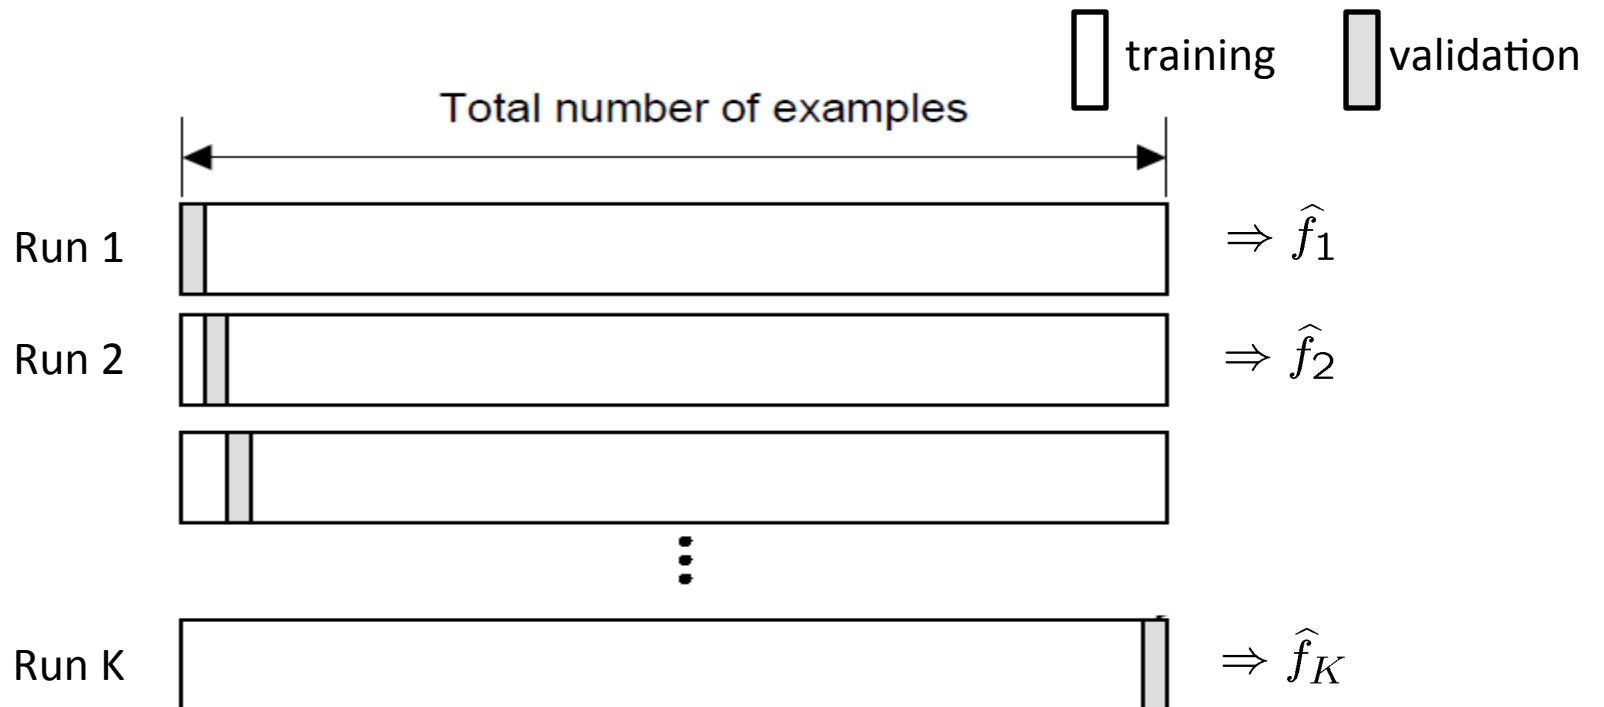 training validation
Total number of examples
Run 1 ⇒ f̂₁
Run 2 ⇒ f̂₂
Run K ⇒ f̂_K